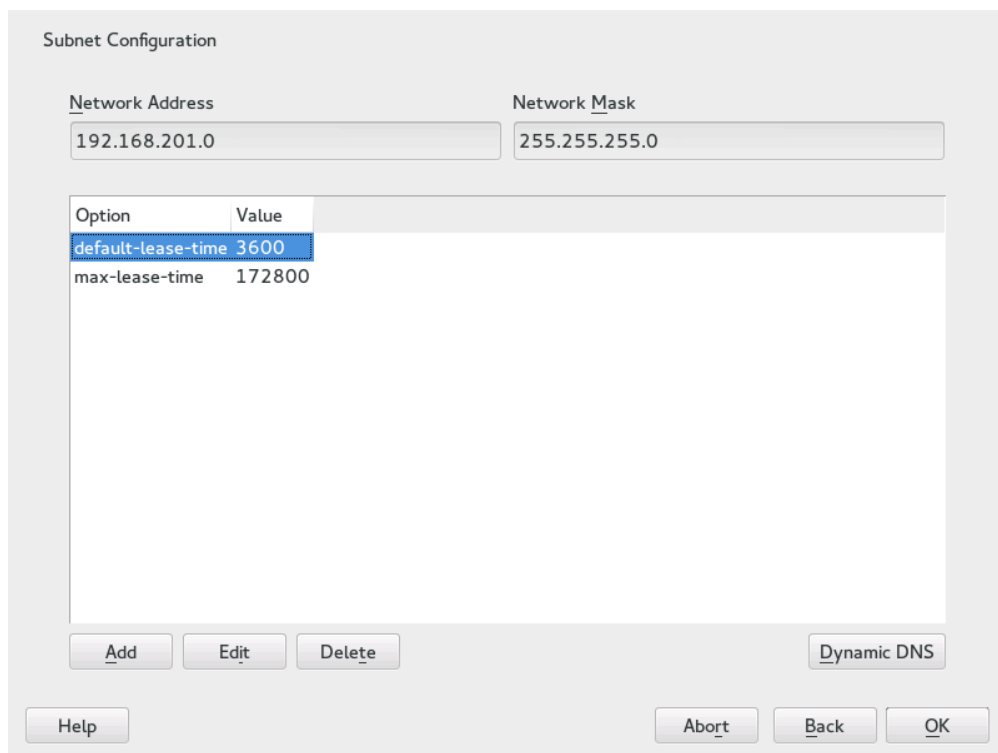 Subnet Configuration
Network Address Network Mask
192.168.201.0 255.255.255.0
Option Value
default-lease-time 3600
max-lease-time 172800
Add Edit Delete Dynamic DNS
Help Abort Back OK